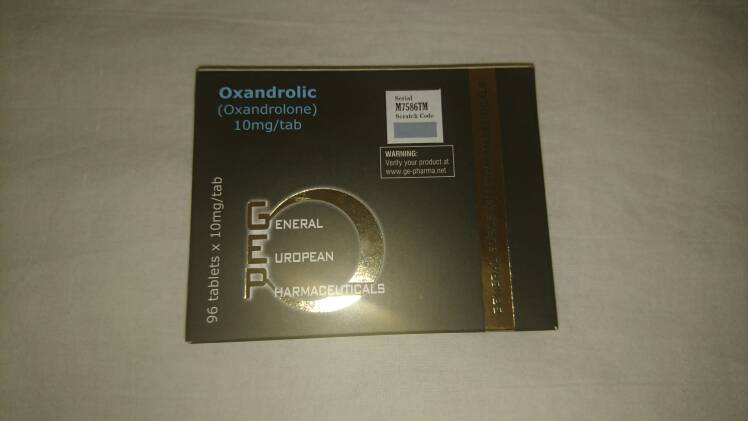 Oxandrolic
(Oxandrolone)
10mg/tab
Serial
M7586TM
Scratch Code
WARNING:
Verify your product at
www.ge-pharma.net
96 tablets x 10mg/tab
GENERAL
EUROPEAN
PHARMACEUTICALS